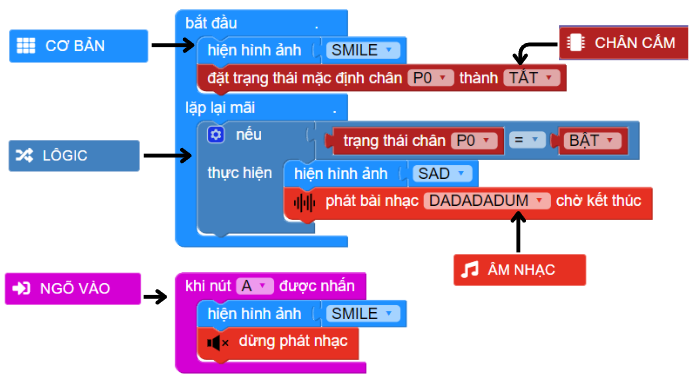 bắt đầu
CƠ BẢN
hiện hình ảnh SMILE
CHÂN CẮM
đặt trạng thái mặc định chân P0 thành TẮT
lặp lại mãi
nếu trạng thái chân P0 = BẬT
LÔGIC
thực hiện hiện hình ảnh SAD
phát bài nhạc DADADADUM chờ kết thúc
ÂM NHẠC
NGÕ VÀO
khi nút A được nhấn
hiện hình ảnh SMILE
dừng phát nhạc